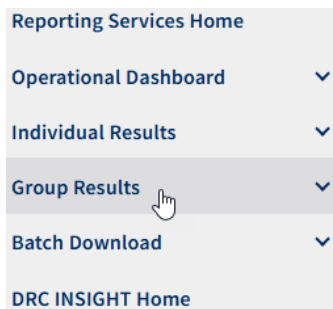 Reporting Services Home
Operational Dashboard
Individual Results
Group Results
Batch Download
DRC INSIGHT Home